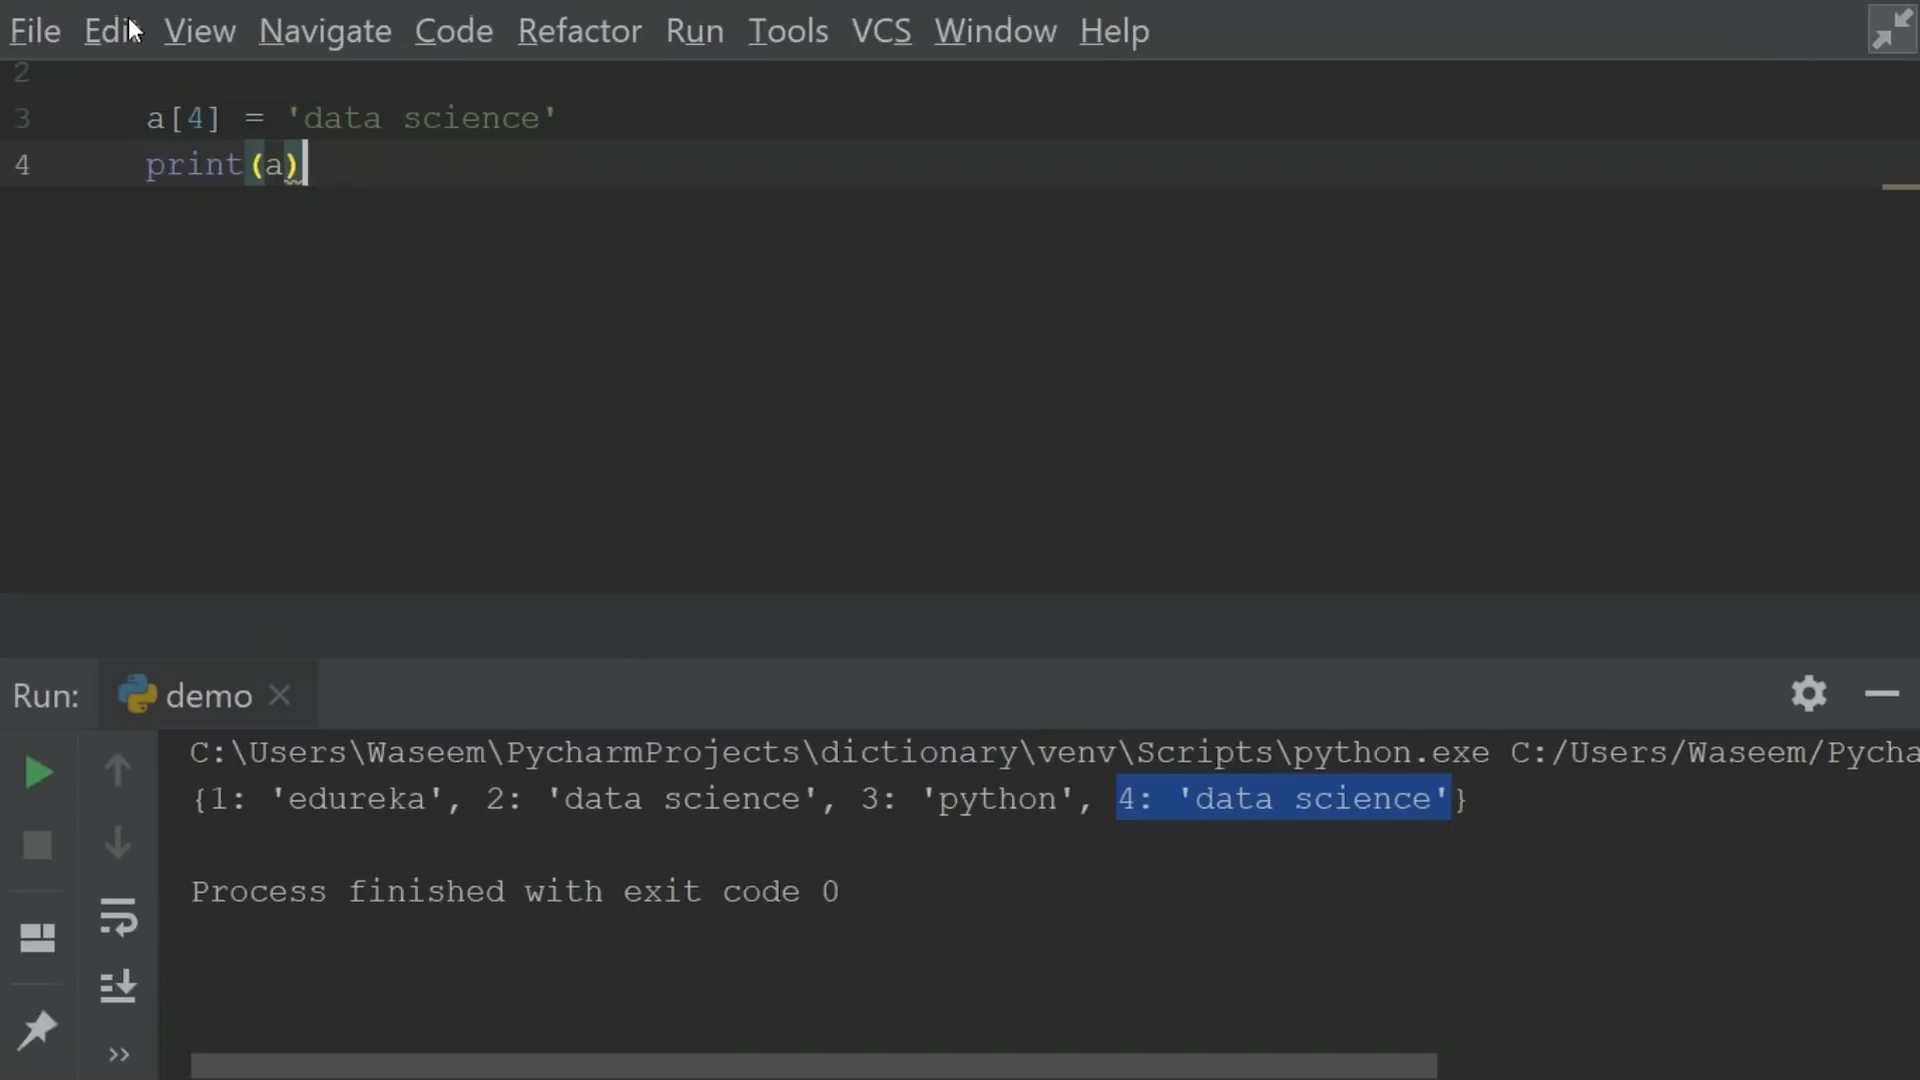 File Edit View Navigate Code Refactor Run Tools VCS Window Help
2
3 a[4] = 'data science'
4 print(a)
Run: demo
C:\Users\Waseem\PycharmProjects\dictionary\venv\Scripts\python.exe C:/Users/Waseem/Pycha
{1: 'edureka', 2: 'data science', 3: 'python', 4: 'data science'}
Process finished with exit code 0